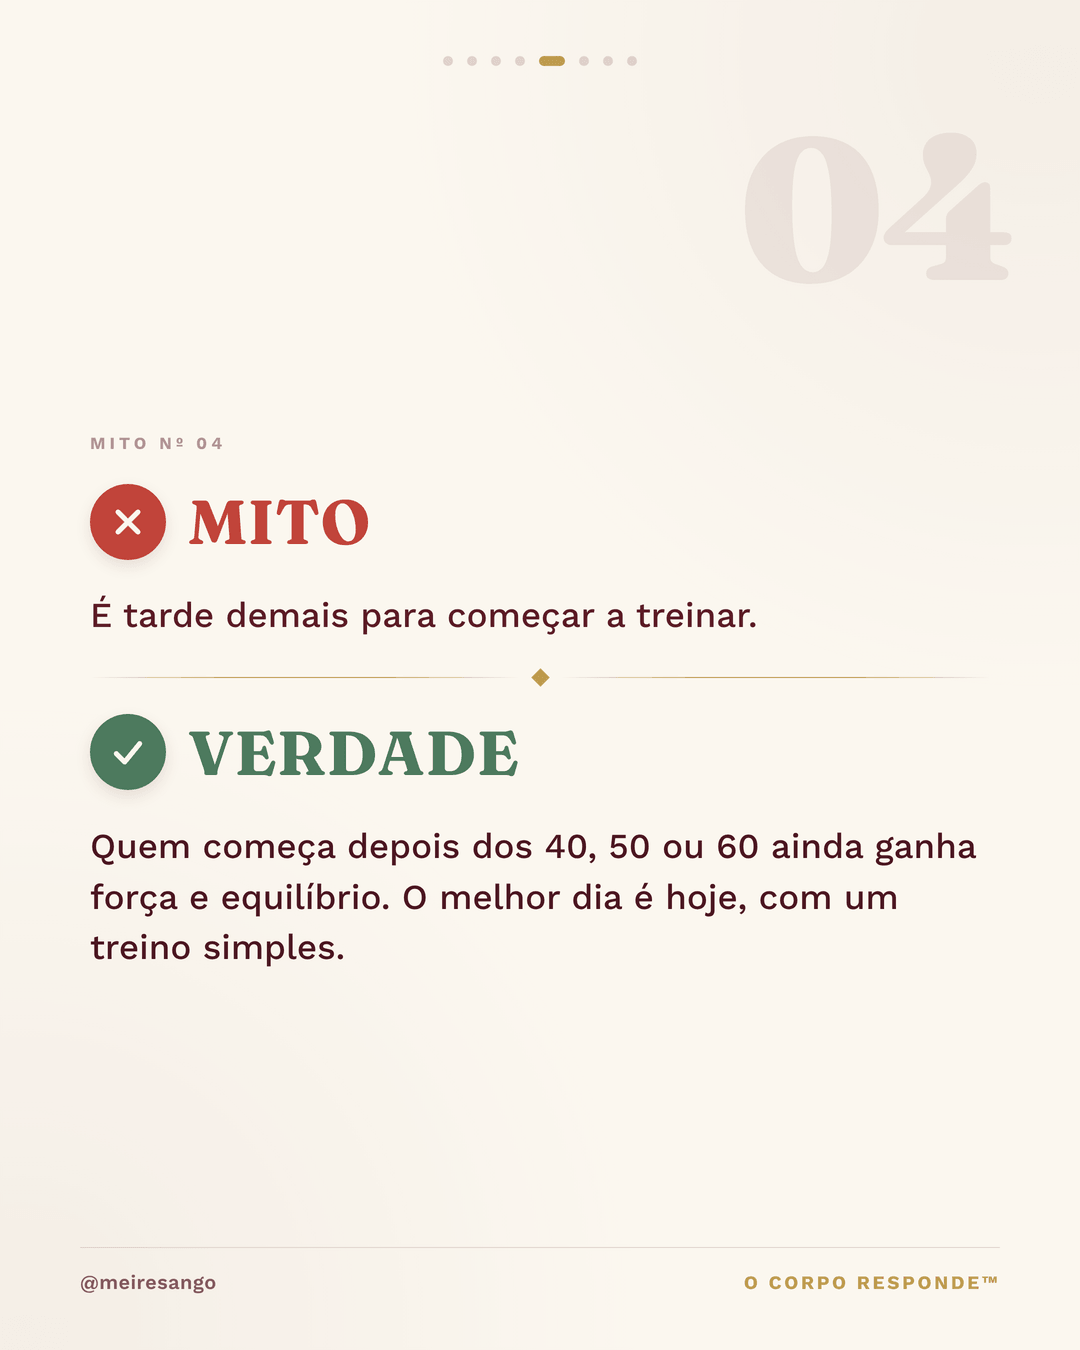 04
MITO Nº 04
MITO
É tarde demais para começar a treinar.
VERDADE
Quem começa depois dos 40, 50 ou 60 ainda ganha
força e equilíbrio. O melhor dia é hoje, com um
treino simples.
@meiresango
O CORPO RESPONDE™